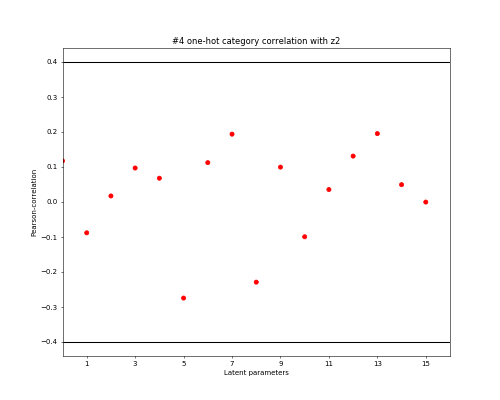 #4 one-hot category correlation with z2
0.4
0.3
0.2
0.1
0.0
−0.1
−0.2
−0.3
−0.4
Pearson-correlation
1 3 5 7 9 11 13 15
Latent parameters